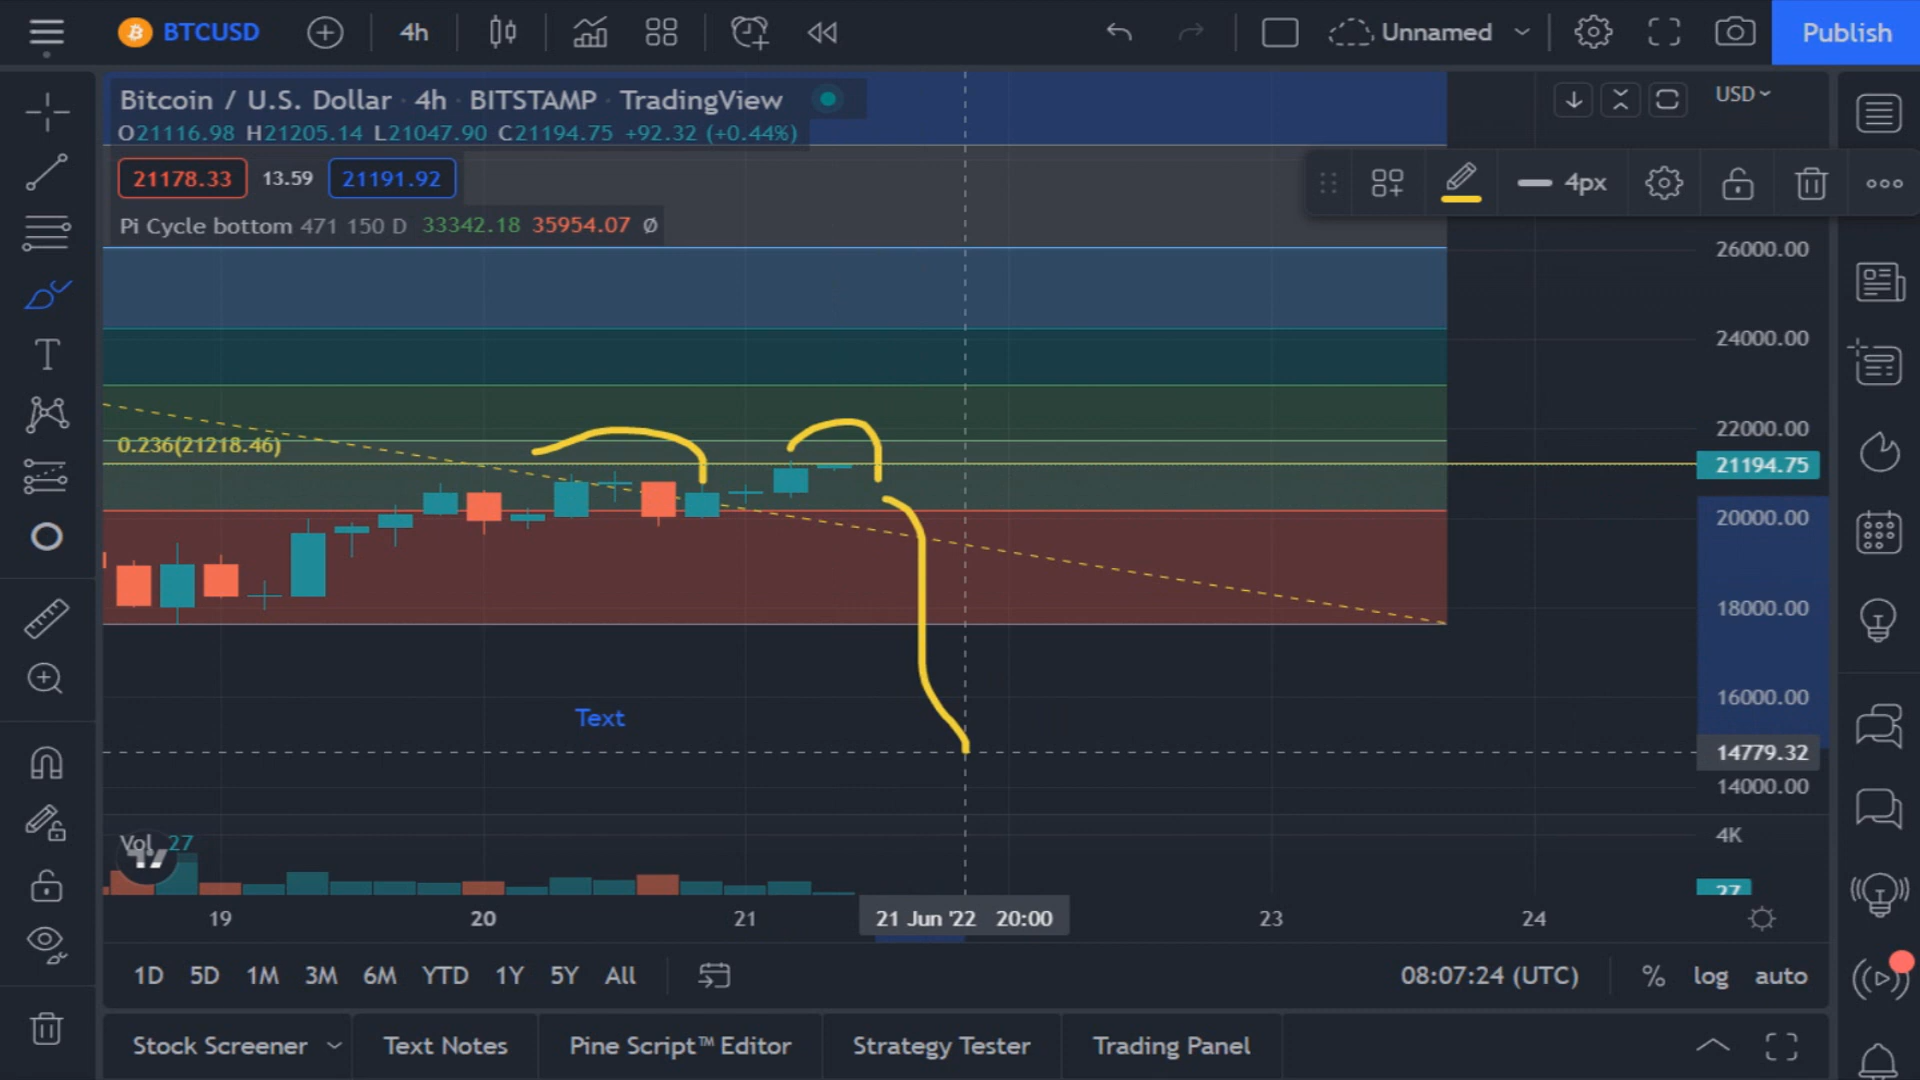 BTCUSD 4h Unnamed Publish
Bitcoin / U.S. Dollar · 4h · BITSTAMP · TradingView
USD
O21116.98 H21205.14 L21047.90 C21194.75 +92.32 (+0.44%)
21178.33 13.59 21191.92
4px
Pi Cycle bottom 471 150 D 33342.18 35954.07 Ø
26000.00
24000.00
22000.00
0.236(21218.46)
21194.75
20000.00
18000.00
16000.00
Text
14779.32
14000.00
4K
Vol 27
27
19 20 21 21 Jun '22 20:00 23 24
1D 5D 1M 3M 6M YTD 1Y 5Y All 08:07:24 (UTC) % log auto
Stock Screener Text Notes Pine Script™ Editor Strategy Tester Trading Panel